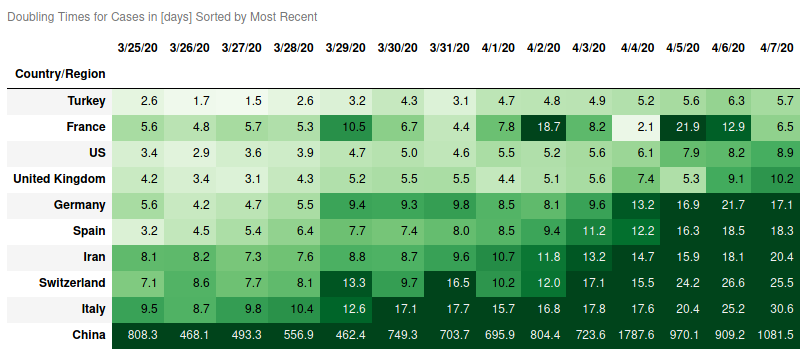 Doubling Times for Cases in [days] Sorted by Most Recent
3/25/20 3/26/20 3/27/20 3/28/20 3/29/20 3/30/20 3/31/20 4/1/20 4/2/20 4/3/20 4/4/20 4/5/20 4/6/20 4/7/20
Country/Region
Turkey 2.6 1.7 1.5 2.6 3.2 4.3 3.1 4.7 4.8 4.9 5.2 5.6 6.3 5.7
France 5.6 4.8 5.7 5.3 10.5 6.7 4.4 7.8 18.7 8.2 2.1 21.9 12.9 6.5
US 3.4 2.9 3.6 3.9 4.7 5.0 4.6 5.5 5.2 5.6 6.1 7.9 8.2 8.9
United Kingdom 4.2 3.4 3.1 4.3 5.2 5.5 5.5 4.4 5.1 5.6 7.4 5.3 9.1 10.2
Germany 5.6 4.2 4.7 5.5 9.4 9.3 9.8 8.5 8.1 9.6 13.2 16.9 21.7 17.1
Spain 3.2 4.5 5.4 6.4 7.7 7.4 8.0 8.5 9.4 11.2 12.2 16.3 18.5 18.3
Iran 8.1 8.2 7.3 7.6 8.8 8.7 9.6 10.7 11.8 13.2 14.7 15.9 18.1 20.4
Switzerland 7.1 8.6 7.7 8.1 13.3 9.7 16.5 10.2 12.0 17.1 15.5 24.2 26.6 25.5
Italy 9.5 8.7 9.8 10.4 12.6 17.1 17.7 15.7 16.8 17.8 17.6 20.4 25.2 30.6
China 808.3 468.1 493.3 556.9 462.4 749.3 703.7 695.9 804.4 723.6 1787.6 970.1 909.2 1081.5